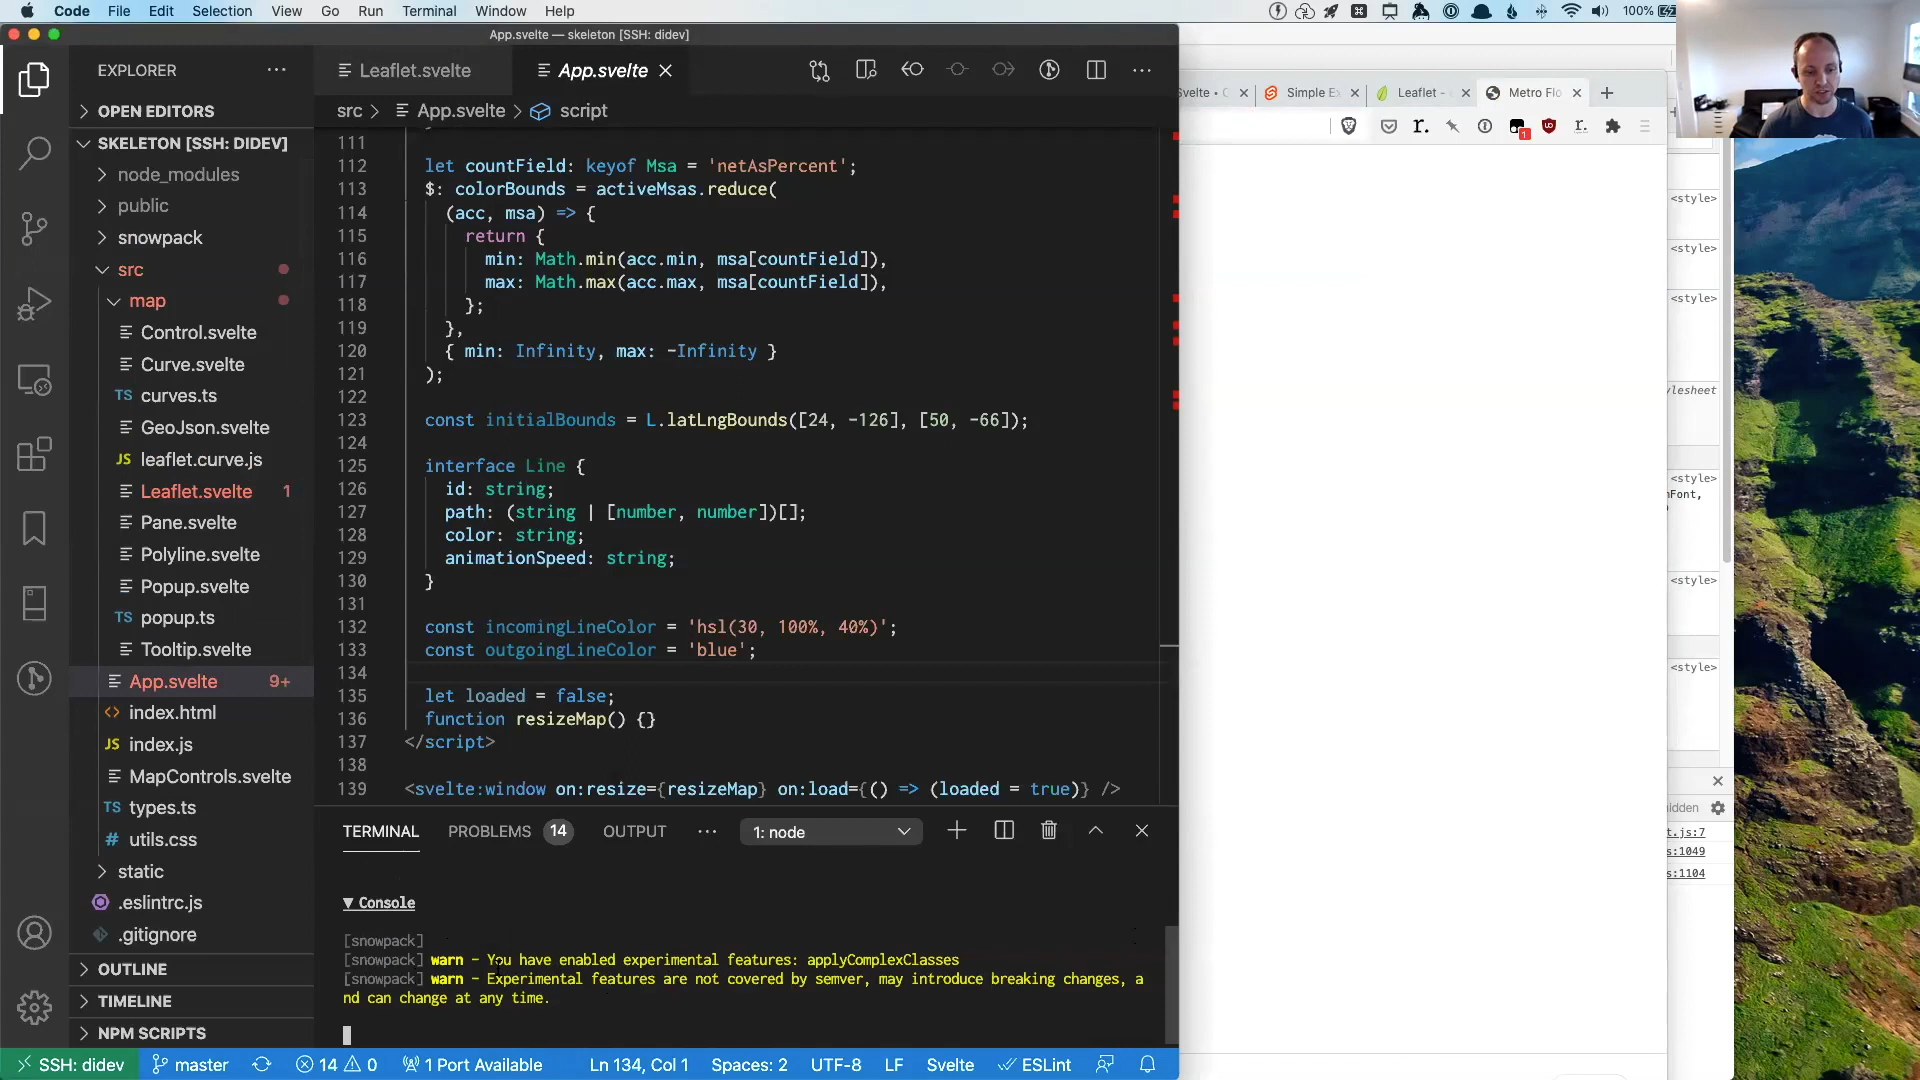 Code File Edit Selection View Go Run Terminal Window Help
100%
App.svelte — skeleton [SSH: didev]
EXPLORER
OPEN EDITORS
SKELETON [SSH: DIDEV]
node_modules
public
snowpack
src
map
Control.svelte
Curve.svelte
TS curves.ts
GeoJson.svelte
JS leaflet.curve.js
Leaflet.svelte 1
Pane.svelte
Polyline.svelte
Popup.svelte
TS popup.ts
Tooltip.svelte
App.svelte 9+
index.html
JS index.js
MapControls.svelte
TS types.ts
# utils.css
static
.eslintrc.js
.gitignore
OUTLINE
TIMELINE
NPM SCRIPTS
Leaflet.svelte
App.svelte
src > App.svelte > script
111
112 let countField: keyof Msa = 'netAsPercent';
113 $: colorBounds = activeMsas.reduce(
114 (acc, msa) => {
115 return {
116 min: Math.min(acc.min, msa[countField]),
117 max: Math.max(acc.max, msa[countField]),
118 };
119 },
120 { min: Infinity, max: -Infinity }
121 );
122
123 const initialBounds = L.latLngBounds([24, -126], [50, -66]);
124
125 interface Line {
126 id: string;
127 path: (string | [number, number])[];
128 color: string;
129 animationSpeed: string;
130 }
131
132 const incomingLineColor = 'hsl(30, 100%, 40%)';
133 const outgoingLineColor = 'blue';
134
135 let loaded = false;
136 function resizeMap() {}
137 </script>
138
139 <svelte:window on:resize={resizeMap} on:load={() => (loaded = true)} />
TERMINAL PROBLEMS 14 OUTPUT 1: node
▼ Console
[snowpack]
[snowpack] warn - You have enabled experimental features: applyComplexClasses
[snowpack] warn - Experimental features are not covered by semver, may introduce breaking changes, a
nd can change at any time.
SSH: didev master 14 0 1 Port Available Ln 134, Col 1 Spaces: 2 UTF-8 LF Svelte ESLint
Simple Ex
Leaflet -
Metro Flo
r.
1
r.
<style>
<style>
<style>
<style>
<style>
<style>
t.js:7
s:1049
s:1104